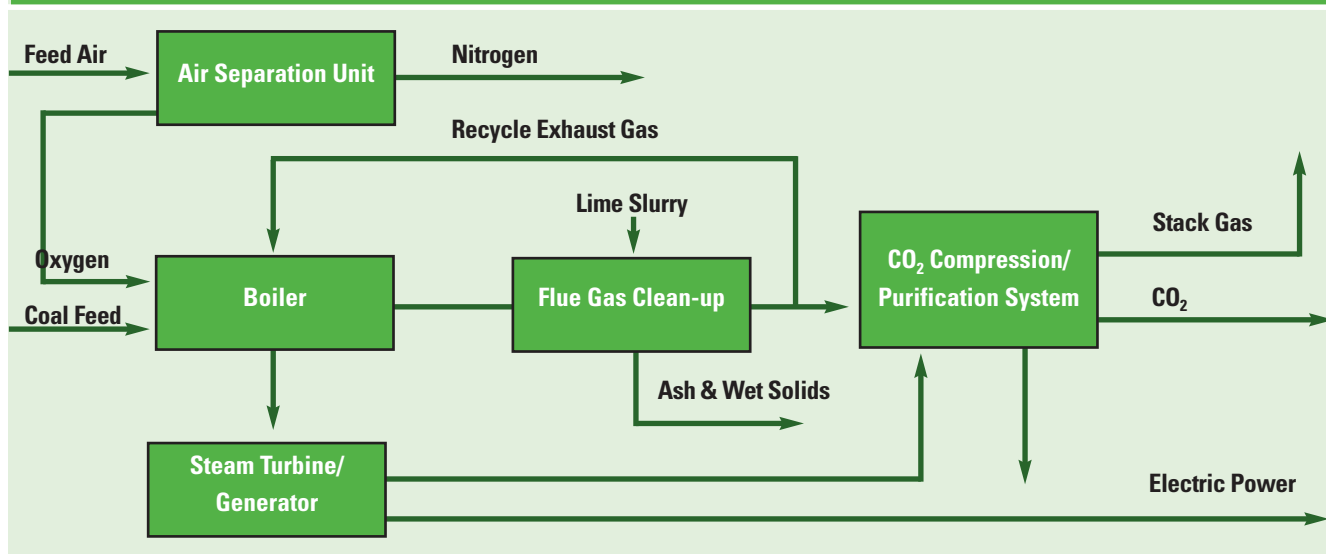 Feed Air
Air Separation Unit
Nitrogen
Recycle Exhaust Gas
Lime Slurry
Oxygen
Boiler
Flue Gas Clean-up
CO₂ Compression/
Purification System
Stack Gas
CO₂
Coal Feed
Ash & Wet Solids
Steam Turbine/
Generator
Electric Power